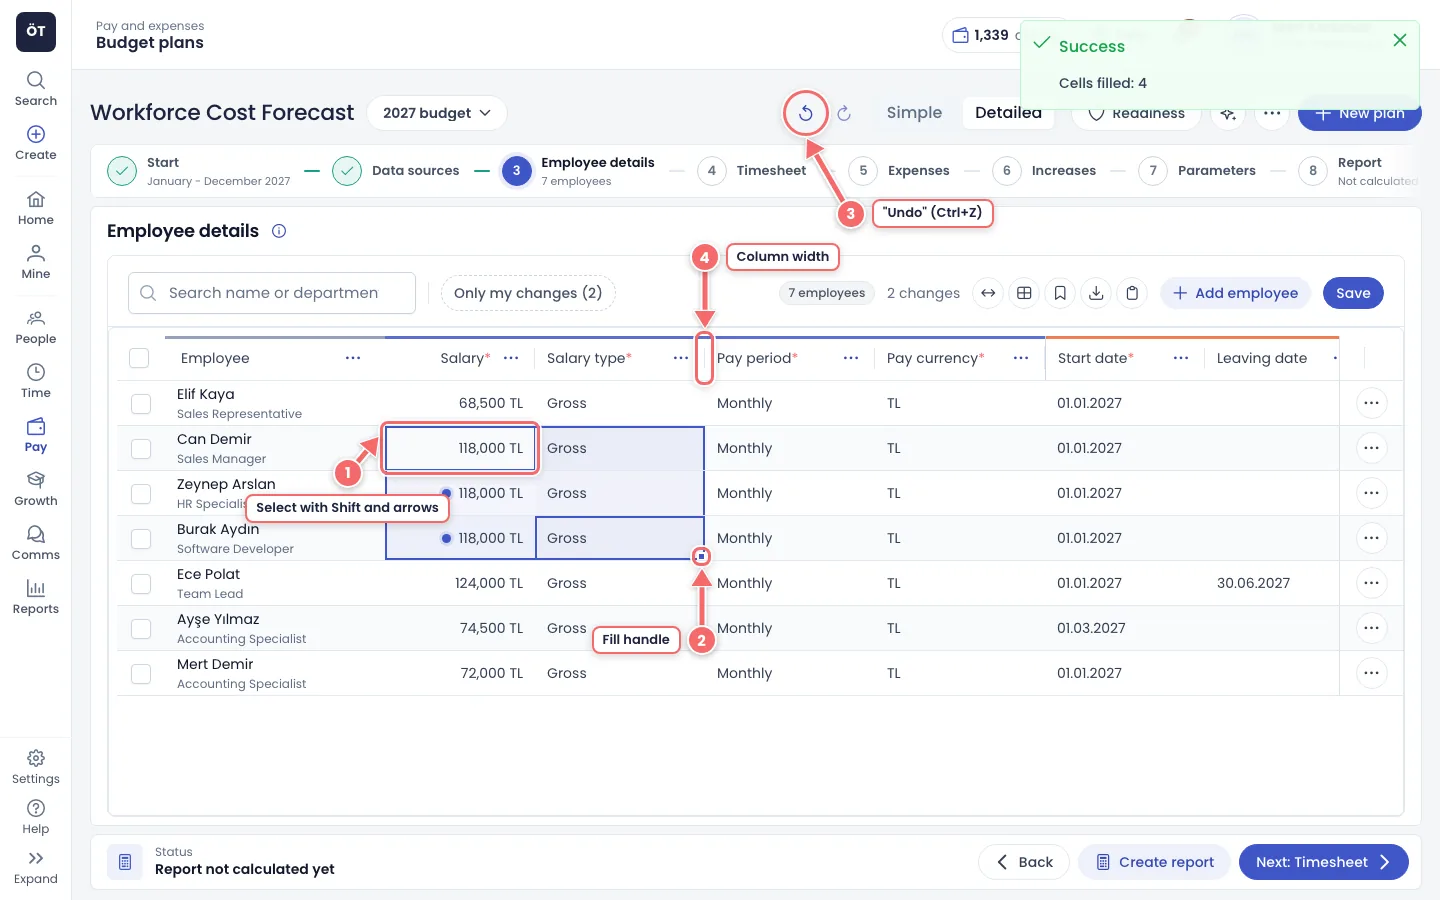 ÖT
Search
Create
Home
Mine
People
Time
Pay
Growth
Comms
Reports
Settings
Help
Expand
Pay and expenses
Budget plans
1,339
Success
Cells filled: 4
Workforce Cost Forecast
2027 budget
Simple
Detailed
Readiness
New plan
Start
January - December 2027
Data sources
3
Employee details
7 employees
4
Timesheet
5
Expenses
6
Increases
7
Parameters
8
Report
Not calculated
3
"Undo" (Ctrl+Z)
Employee details
4
Column width
Search name or departmen
Only my changes (2)
7 employees
2 changes
Add employee
Save
Employee
Salary*
Salary type*
Pay period*
Pay currency*
Start date*
Leaving date
Elif Kaya
Sales Representative
68,500 TL
Gross
Monthly
TL
01.01.2027
Can Demir
Sales Manager
118,000 TL
Gross
Monthly
TL
01.01.2027
1
Select with Shift and arrows
Zeynep Arslan
HR Specialis
118,000 TL
Gross
Monthly
TL
01.01.2027
Burak Aydın
Software Developer
118,000 TL
Gross
Monthly
TL
01.01.2027
Ece Polat
Team Lead
124,000 TL
Gross
Monthly
TL
01.01.2027
30.06.2027
Ayşe Yılmaz
Accounting Specialist
74,500 TL
Gross
Monthly
TL
01.03.2027
Fill handle
2
Mert Demir
Accounting Specialist
72,000 TL
Gross
Monthly
TL
01.01.2027
Status
Report not calculated yet
Back
Create report
Next: Timesheet